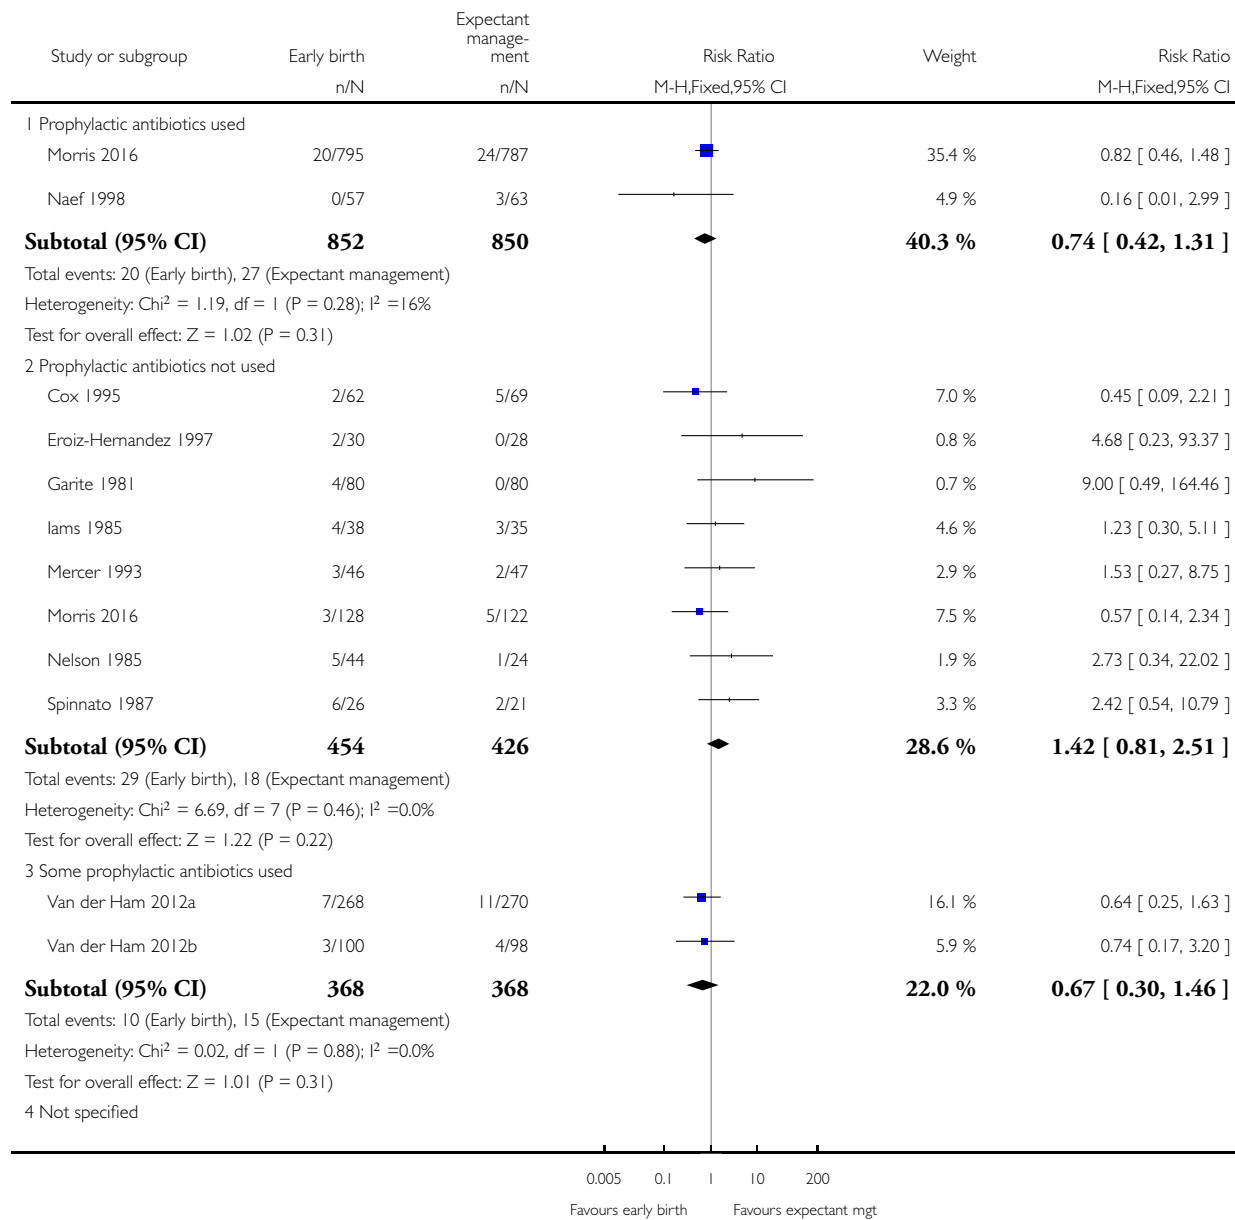 Study or subgroup Early birth Expectant manage- ment Risk Ratio Weight Risk Ratio
n/N n/N M-H,Fixed,95% CI M-H,Fixed,95% CI
1 Prophylactic antibiotics used
Morris 2016 20/795 24/787 35.4 % 0.82 [ 0.46, 1.48 ]
Naef 1998 0/57 3/63 4.9 % 0.16 [ 0.01, 2.99 ]
Subtotal (95% CI) 852 850 40.3 % 0.74 [ 0.42, 1.31 ]
Total events: 20 (Early birth), 27 (Expectant management)
Heterogeneity: Chi² = 1.19, df = 1 (P = 0.28); I² =16%
Test for overall effect: Z = 1.02 (P = 0.31)
2 Prophylactic antibiotics not used
Cox 1995 2/62 5/69 7.0 % 0.45 [ 0.09, 2.21 ]
Eroiz-Hernandez 1997 2/30 0/28 0.8 % 4.68 [ 0.23, 93.37 ]
Garite 1981 4/80 0/80 0.7 % 9.00 [ 0.49, 164.46 ]
Iams 1985 4/38 3/35 4.6 % 1.23 [ 0.30, 5.11 ]
Mercer 1993 3/46 2/47 2.9 % 1.53 [ 0.27, 8.75 ]
Morris 2016 3/128 5/122 7.5 % 0.57 [ 0.14, 2.34 ]
Nelson 1985 5/44 1/24 1.9 % 2.73 [ 0.34, 22.02 ]
Spinnato 1987 6/26 2/21 3.3 % 2.42 [ 0.54, 10.79 ]
Subtotal (95% CI) 454 426 28.6 % 1.42 [ 0.81, 2.51 ]
Total events: 29 (Early birth), 18 (Expectant management)
Heterogeneity: Chi² = 6.69, df = 7 (P = 0.46); I² =0.0%
Test for overall effect: Z = 1.22 (P = 0.22)
3 Some prophylactic antibiotics used
Van der Ham 2012a 7/268 11/270 16.1 % 0.64 [ 0.25, 1.63 ]
Van der Ham 2012b 3/100 4/98 5.9 % 0.74 [ 0.17, 3.20 ]
Subtotal (95% CI) 368 368 22.0 % 0.67 [ 0.30, 1.46 ]
Total events: 10 (Early birth), 15 (Expectant management)
Heterogeneity: Chi² = 0.02, df = 1 (P = 0.88); I² =0.0%
Test for overall effect: Z = 1.01 (P = 0.31)
4 Not specified
0.005 0.1 1 10 200
Favours early birth Favours expectant mgt